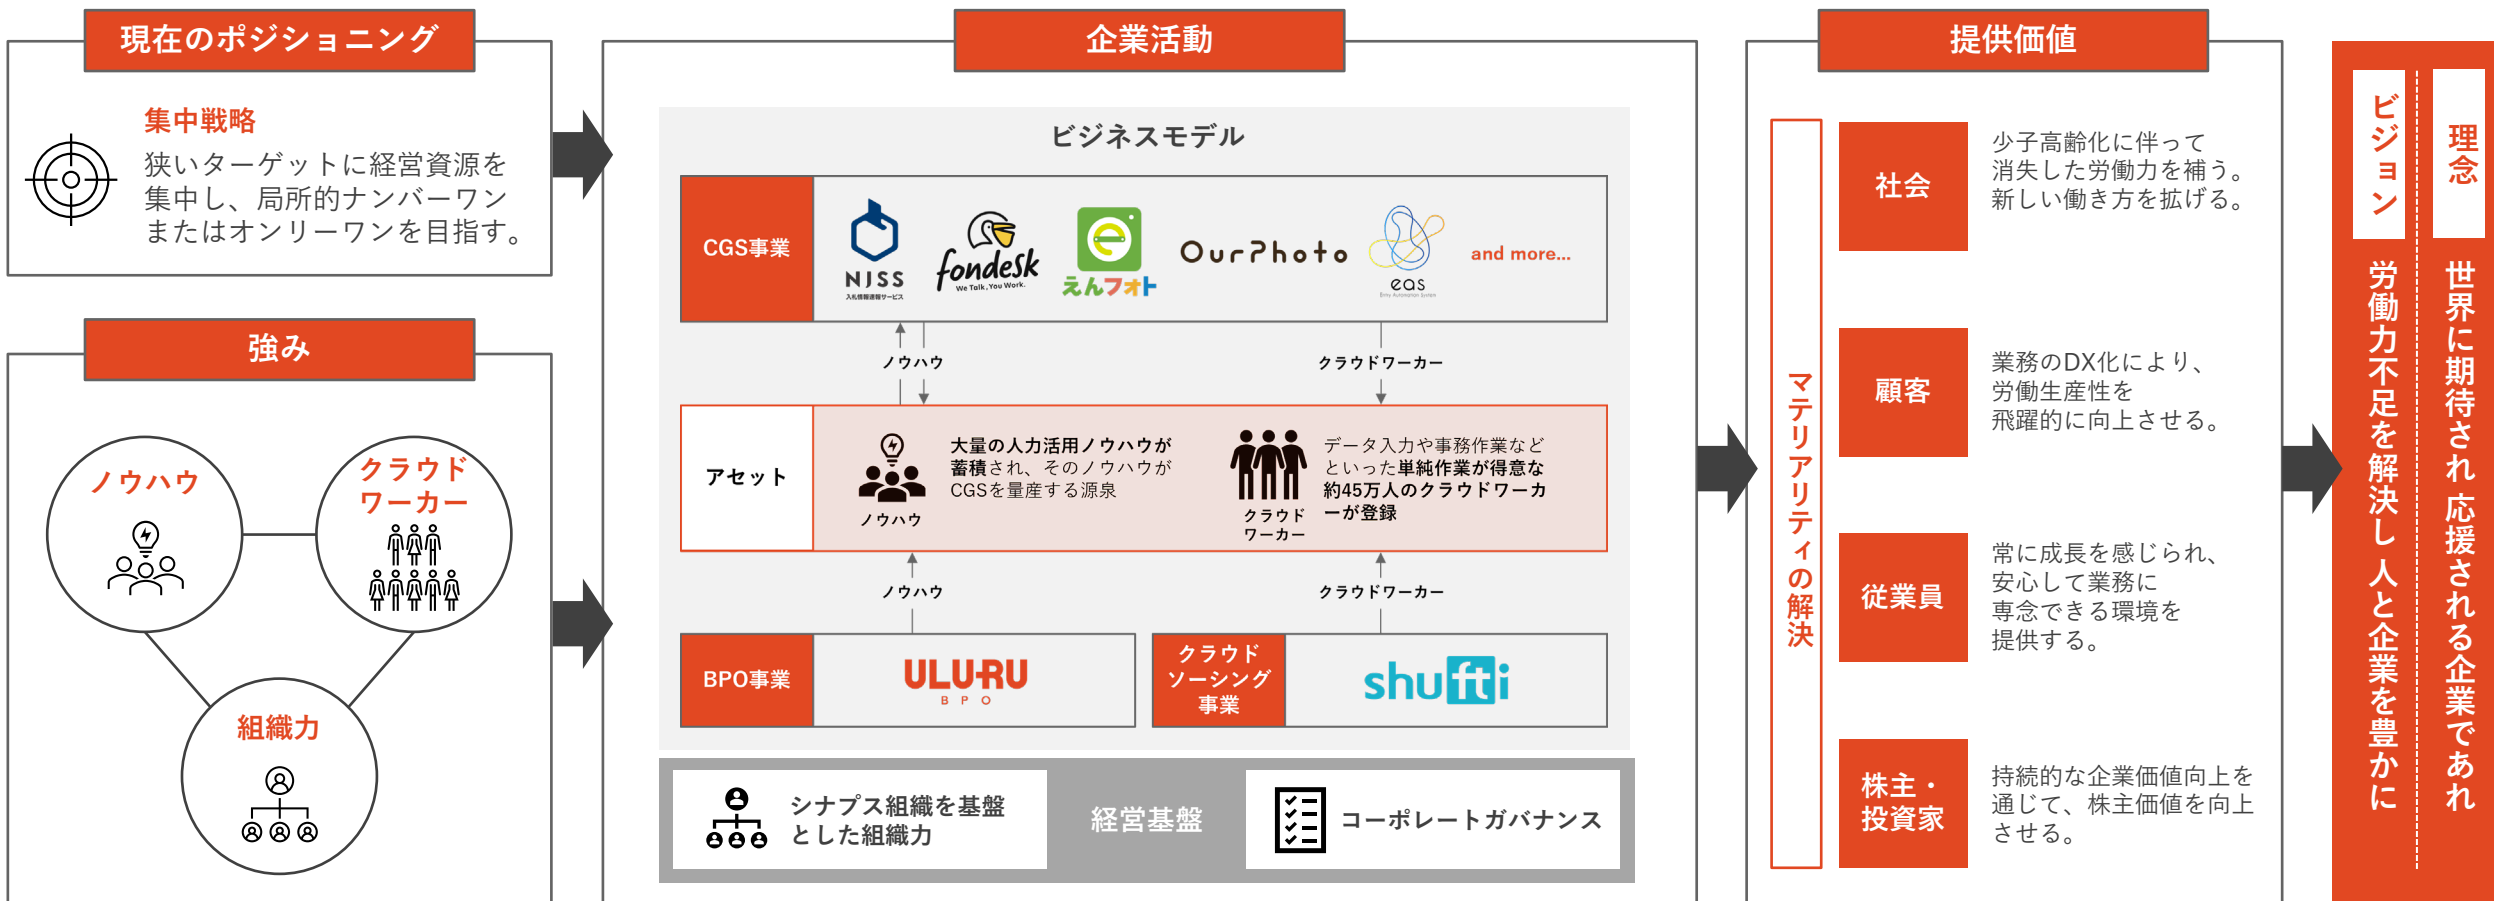 現在のポジショニング
集中戦略
狭いターゲットに経営資源を
集中し、局所的ナンバーワン
またはオンリーワンを目指す。
強み
ノウハウ
クラウド
ワーカー
組織力
企業活動
ビジネスモデル
CGS事業
NJSS
入札情報速報サービス
fondesk
We Talk, You Work.
えんフォト
OurPhoto
eas
Entry Automation System
and more...
ノウハウ
クラウドワーカー
アセット
ノウハウ
大量の人力活用ノウハウが
蓄積され、そのノウハウが
CGSを量産する源泉
クラウド
ワーカー
データ入力や事務作業など
といった単純作業が得意な
約45万人のクラウドワーカ
ーが登録
ノウハウ
クラウドワーカー
BPO事業
ULURU
BPO
クラウド
ソーシング
事業
shufti
シナプス組織を基盤
とした組織力
経営基盤
コーポレートガバナンス
提供価値
マテリアリティの解決
社会
少子高齢化に伴って
消失した労働力を補う。
新しい働き方を拡げる。
顧客
業務のDX化により、
労働生産性を
飛躍的に向上させる。
従業員
常に成長を感じられ、
安心して業務に
専念できる環境を
提供する。
株主・
投資家
持続的な企業価値向上を
通じて、株主価値を向上
させる。
理念
世界に期待され 応援される企業であれ
ビジョン
労働力不足を解決し 人と企業を豊かに